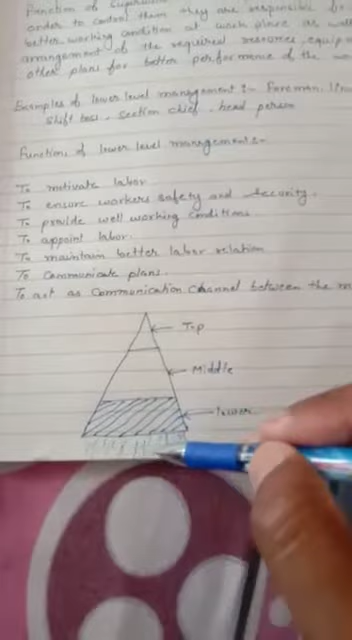 Function of
order to control them they are responsible
better working condition at work place as well
arrangement of the required resources, equip
other plans for better performance of the
Examples of lower level management :- Foreman,
shift boss, section chief, head person
Functions of lower level management :-
To motivate labor
To ensure workers safety and security.
To provide well working conditions.
To appoint labor.
To maintain better labor relation
To communicate plans.
To act as communication channel between the
Top
Middle
lower